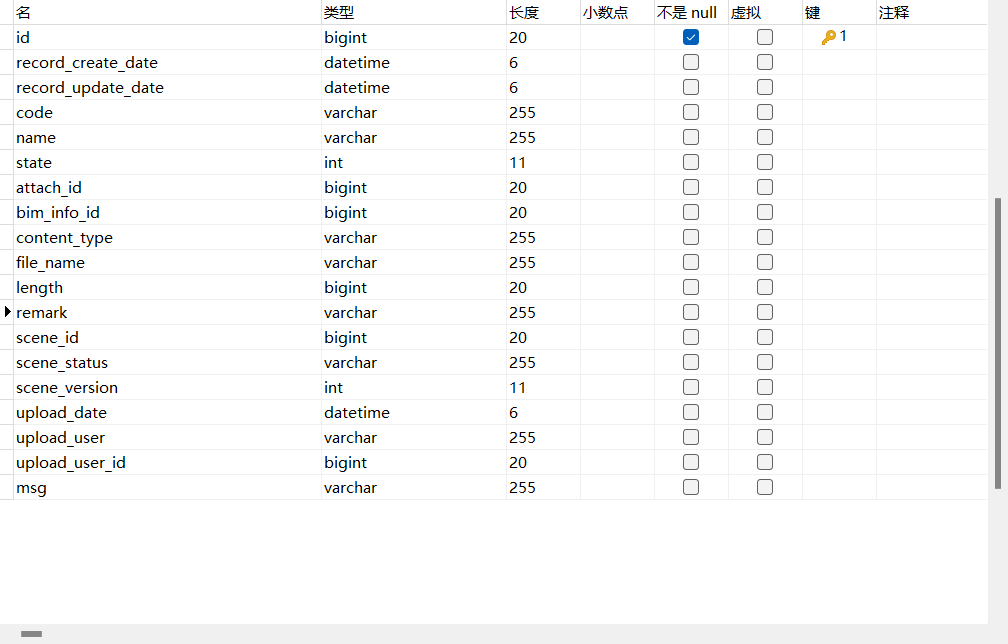 名 类型 长度 小数点 不是 null 虚拟 键 注释
id bigint 20 1
record_create_date datetime 6
record_update_date datetime 6
code varchar 255
name varchar 255
state int 11
attach_id bigint 20
bim_info_id bigint 20
content_type varchar 255
file_name varchar 255
length bigint 20
remark varchar 255
scene_id bigint 20
scene_status varchar 255
scene_version int 11
upload_date datetime 6
upload_user varchar 255
upload_user_id bigint 20
msg varchar 255